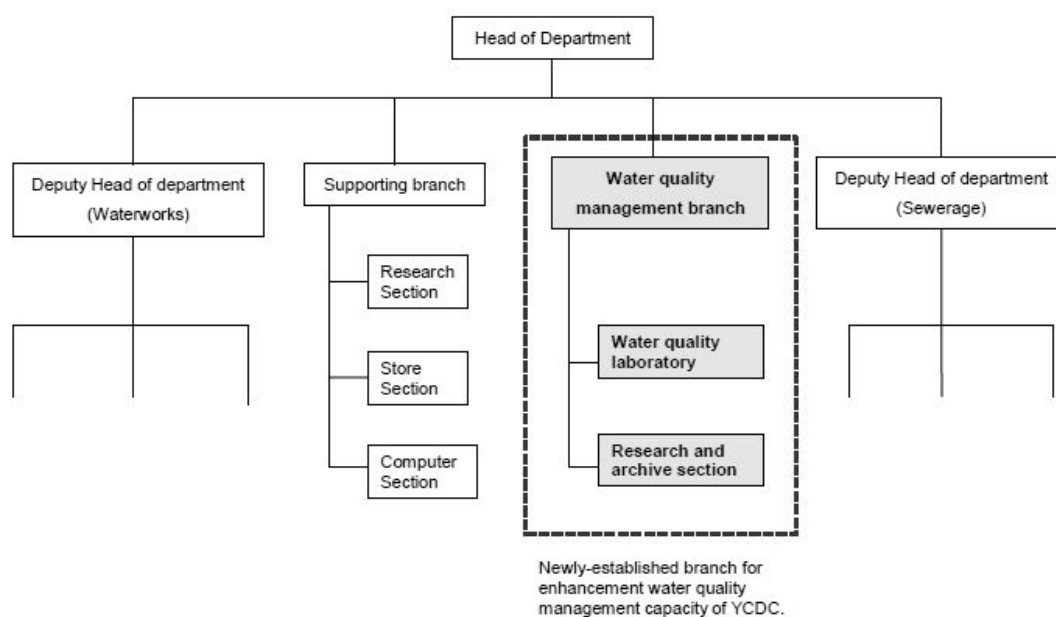 Head of Department
Deputy Head of department
(Waterworks)
Supporting branch
Water quality
management branch
Deputy Head of department
(Sewerage)
Research
Section
Store
Section
Computer
Section
Water quality
laboratory
Research and
archive section
Newly-established branch for
enhancement water quality
management capacity of YCDC.